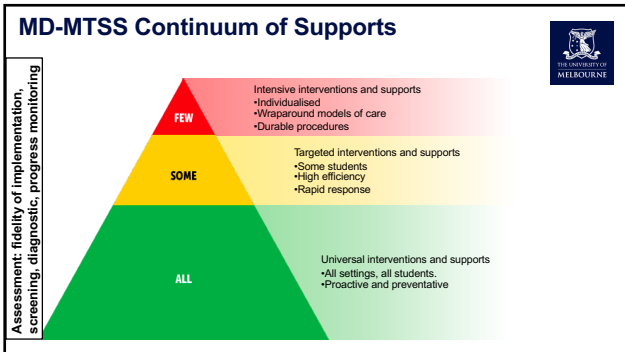 MD-MTSS Continuum of Supports
THE UNIVERSITY OF
MELBOURNE
Assessment: fidelity of implementation,
screening, diagnostic, progress monitoring
FEW
Intensive interventions and supports
•Individualised
•Wraparound models of care
•Durable procedures
SOME
Targeted interventions and supports
•Some students
•High efficiency
•Rapid response
ALL
Universal interventions and supports
•All settings, all students.
•Proactive and preventative